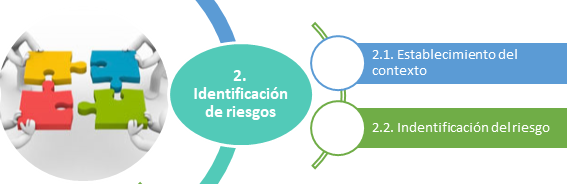 2.
Identificación
de riesgos
2.1. Establecimiento del
contexto
2.2. Indentificación del riesgo